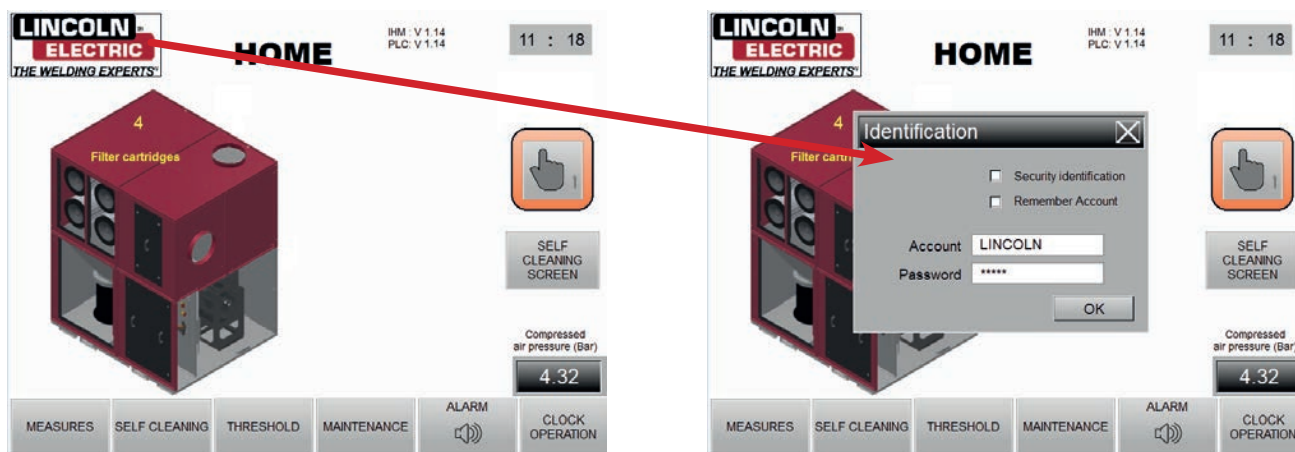 LINCOLN
ELECTRIC
THE WELDING EXPERTS®
HOME
IHM : V 1.14
PLC: V 1.14
11 : 18
4
Filter cartridges
SELF
CLEANING
SCREEN
Compressed
air pressure (Bar)
4.32
MEASURES
SELF CLEANING
THRESHOLD
MAINTENANCE
ALARM
CLOCK
OPERATION
LINCOLN
ELECTRIC
THE WELDING EXPERTS®
HOME
IHM : V 1.14
PLC: V 1.14
11 : 18
4
Filter cartri
Identification
Security identification
Remember Account
Account LINCOLN
Password *****
OK
SELF
CLEANING
SCREEN
Compressed
air pressure (Bar)
4.32
MEASURES
SELF CLEANING
THRESHOLD
MAINTENANCE
ALARM
CLOCK
OPERATION